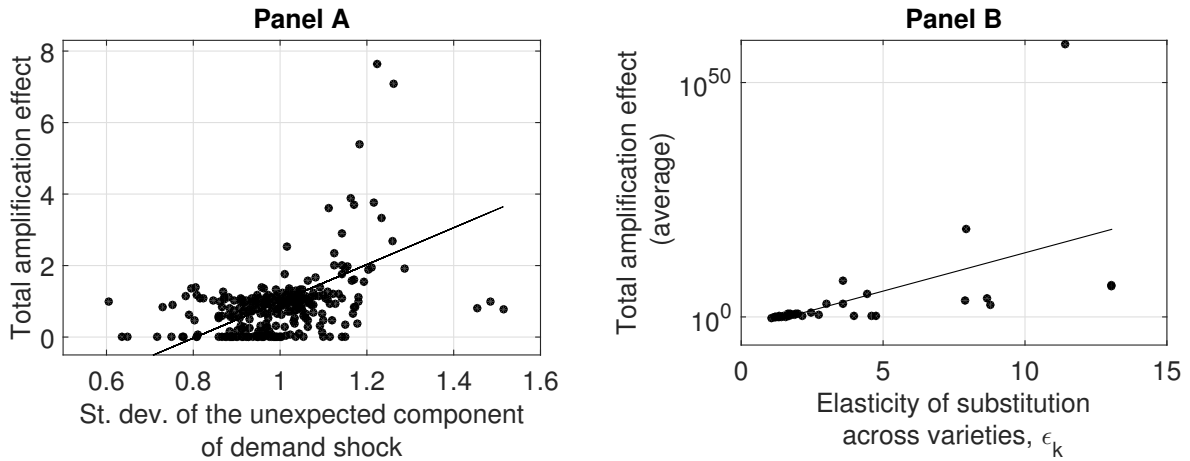 Panel A
Total amplification effect
8
6
4
2
0
0.6 0.8 1 1.2 1.4 1.6
St. dev. of the unexpected component
of demand shock
Panel B
Total amplification effect
(average)
10^50
10^0
0 5 10 15
Elasticity of substitution
across varieties, ϵ_k